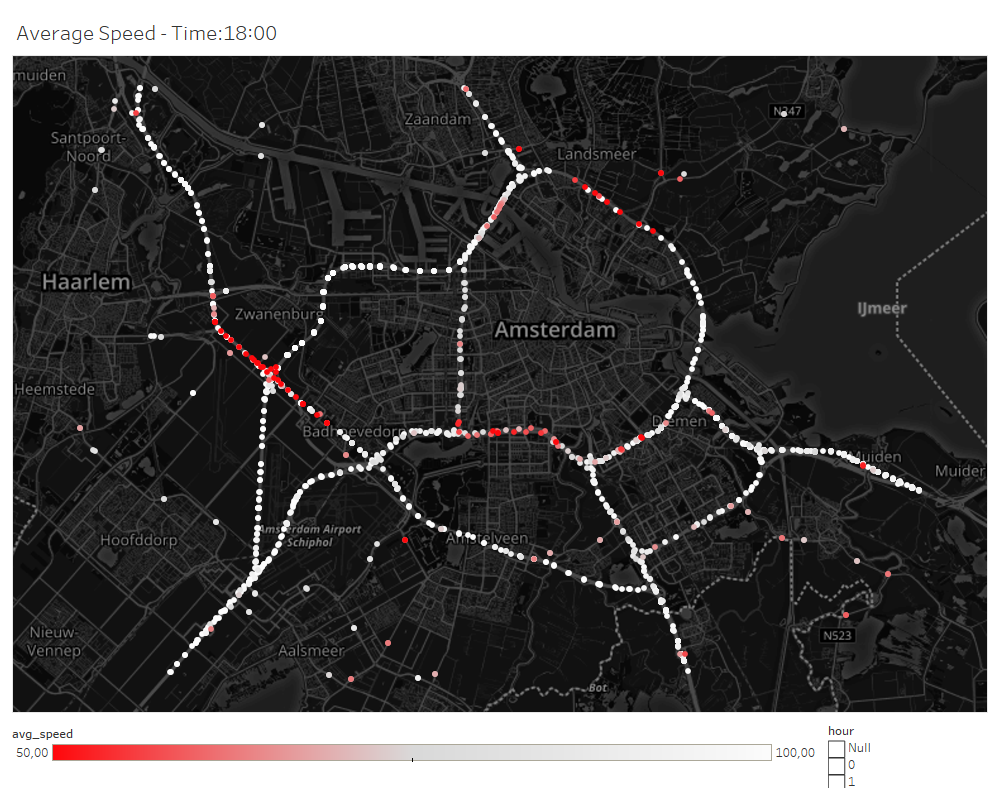 Average Speed - Time:18:00
muiden
N247
Zaandam
Santpoort-
Noord
Landsmeer
Haarlem
IJmeer
Zwanenburg
Amsterdam
Heemstede
Diemen
Badhoevedorp
Muiden
Muider
Amsterdam Airport
Schiphol
Hoofddorp
Amstelveen
Nieuw-
Vennep
N523
Aalsmeer
Bot
avg_speed
50,00
100,00
hour
Null
0
1